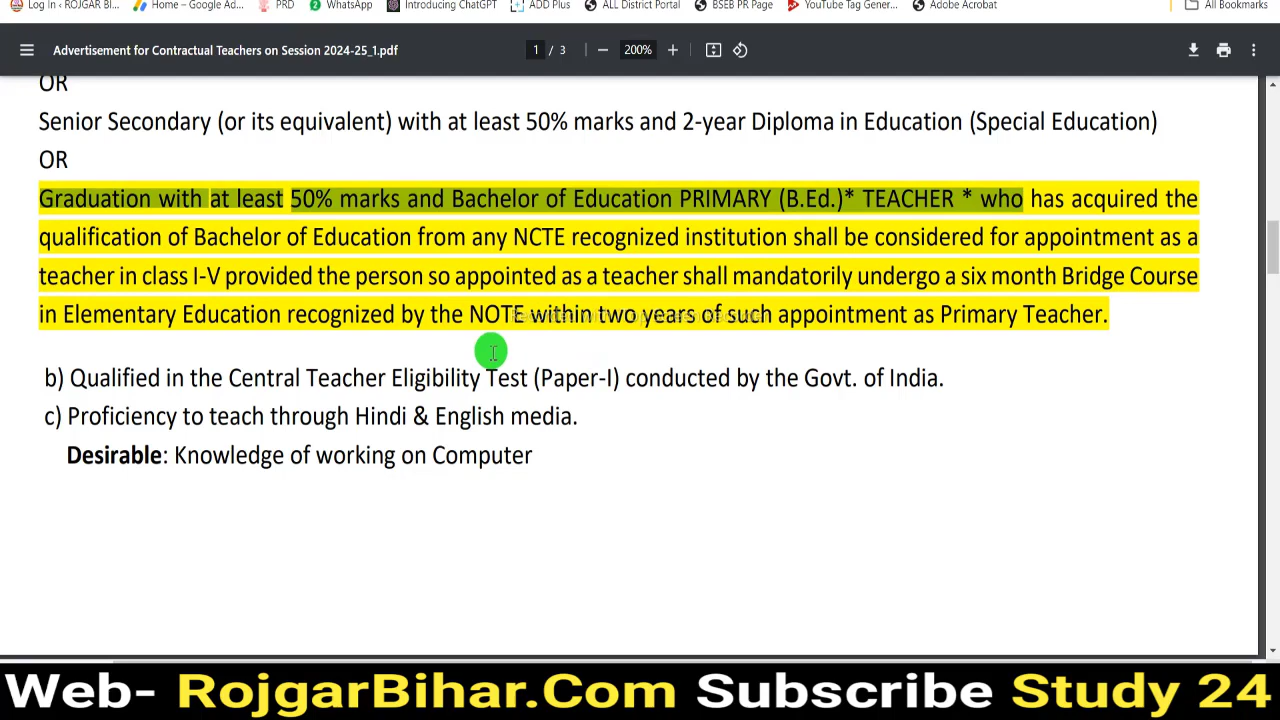 Log In ‹ ROJGAR BI... Home – Google Ad... PRD WhatsApp Introducing ChatGPT ADD Plus ALL District Portal BSEB PR Page YouTube Tag Gener... Adobe Acrobat All Bookmarks
Advertisement for Contractual Teachers on Session 2024-25_1.pdf 1 / 3 200%
OR
Senior Secondary (or its equivalent) with at least 50% marks and 2-year Diploma in Education (Special Education)
OR
Graduation with at least 50% marks and Bachelor of Education PRIMARY (B.Ed.)* TEACHER * who has acquired the
qualification of Bachelor of Education from any NCTE recognized institution shall be considered for appointment as a
teacher in class I-V provided the person so appointed as a teacher shall mandatorily undergo a six month Bridge Course
in Elementary Education recognized by the NOTE within two years of such appointment as Primary Teacher.
b) Qualified in the Central Teacher Eligibility Test (Paper-I) conducted by the Govt. of India.
c) Proficiency to teach through Hindi & English media.
Desirable: Knowledge of working on Computer
Web- RojgarBihar.Com Subscribe Study 24